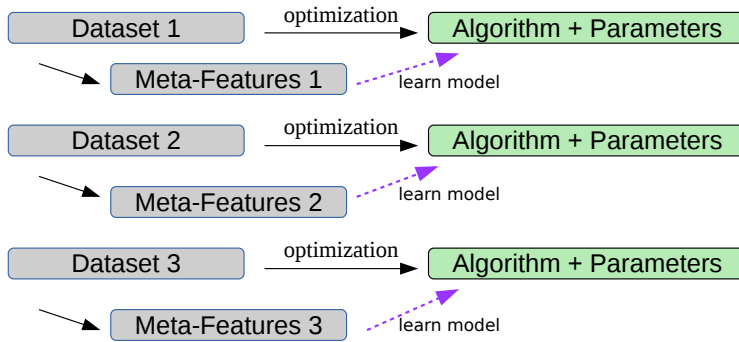 Dataset 1
optimization
Algorithm + Parameters
Meta-Features 1
learn model
Dataset 2
optimization
Algorithm + Parameters
Meta-Features 2
learn model
Dataset 3
optimization
Algorithm + Parameters
Meta-Features 3
learn model